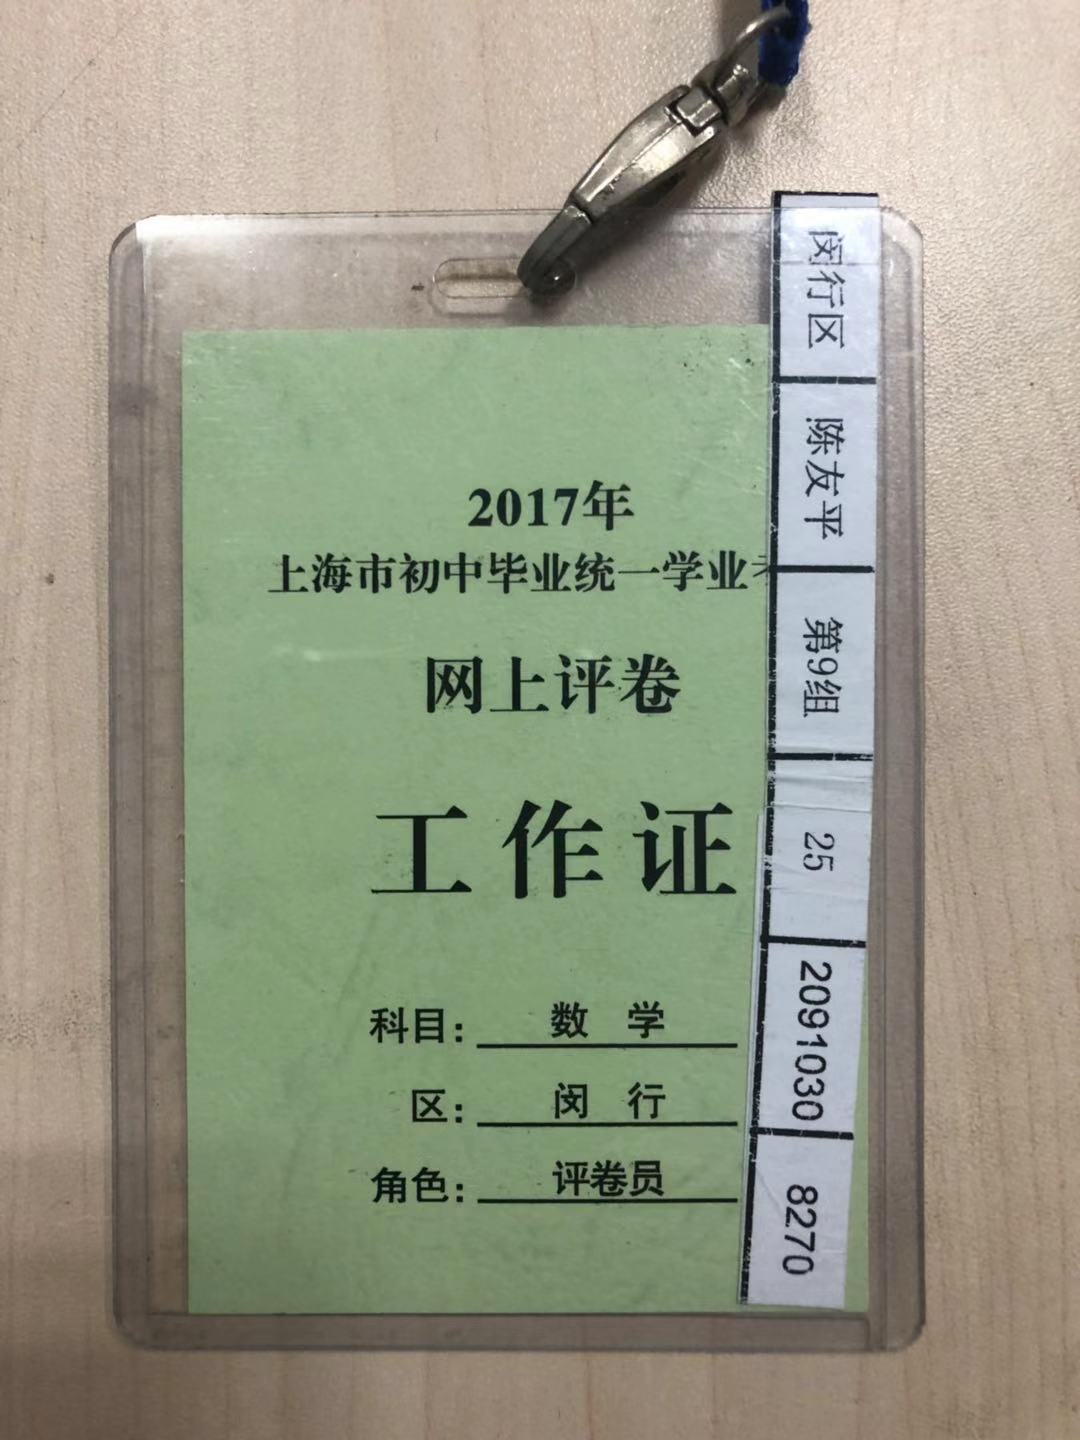 2017年
上海市初中毕业统一学业
网上评卷
工作证
科目：数 学
区：闵 行
角色：评卷员
闵行区
陈友平
第9组
25
2091030
8270